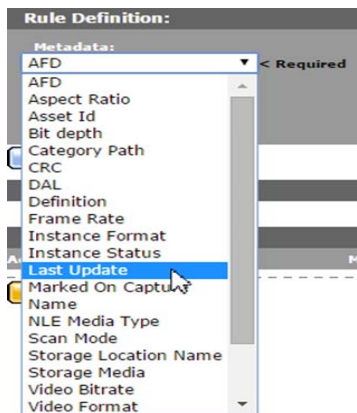 Rule Definition:
Metadata:
AFD < Required
AFD
Aspect Ratio
Asset Id
Bit depth
Category Path
CRC
DAL
Definition
Frame Rate
Instance Format
Instance Status
Last Update
Marked On Capture
Name
NLE Media Type
Scan Mode
Storage Location Name
Storage Media
Video Bitrate
Video Format